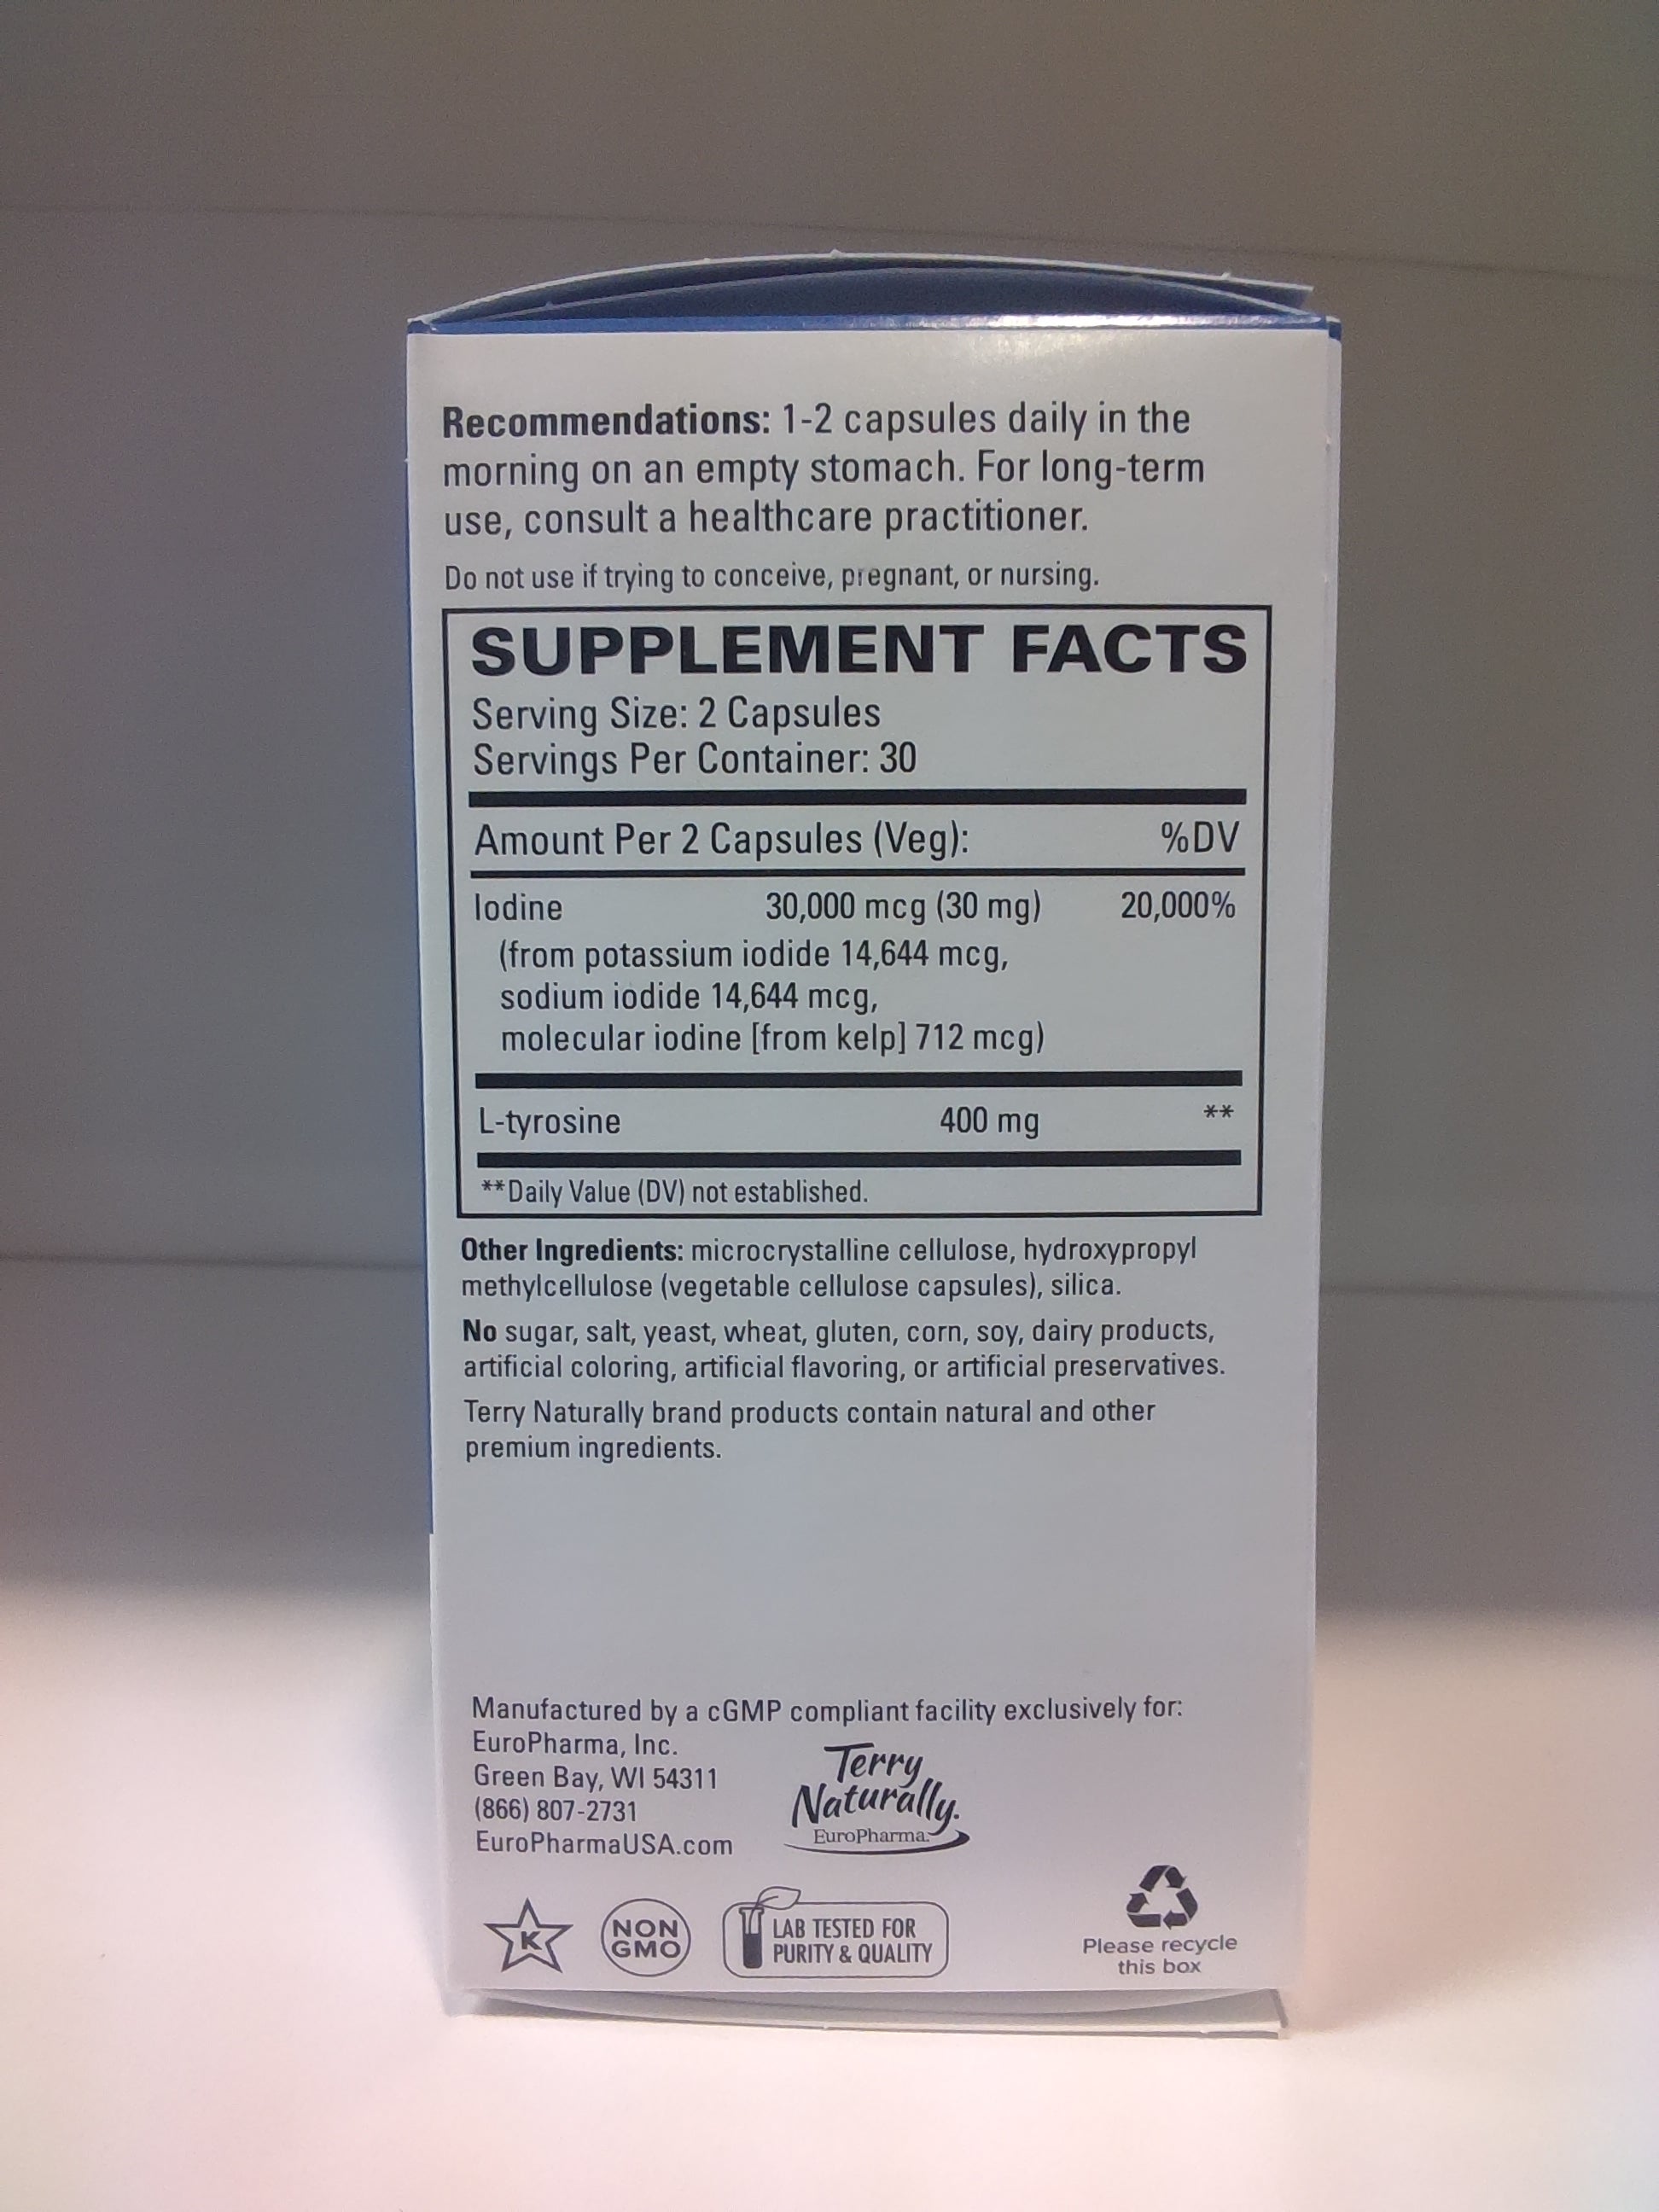 Recommendations: 1-2 capsules daily in the
morning on an empty stomach. For long-term
use, consult a healthcare practitioner.
Do not use if trying to conceive, pregnant, or nursing.
SUPPLEMENT FACTS
Serving Size: 2 Capsules
Servings Per Container: 30
Amount Per 2 Capsules (Veg): %DV
Iodine 30,000 mcg (30 mg) 20,000%
(from potassium iodide 14,644 mcg,
sodium iodide 14,644 mcg,
molecular iodine [from kelp] 712 mcg)
L-tyrosine 400 mg **
**Daily Value (DV) not established.
Other Ingredients: microcrystalline cellulose, hydroxypropyl
methylcellulose (vegetable cellulose capsules), silica.
No sugar, salt, yeast, wheat, gluten, corn, soy, dairy products,
artificial coloring, artificial flavoring, or artificial preservatives.
Terry Naturally brand products contain natural and other
premium ingredients.
Manufactured by a cGMP compliant facility exclusively for:
EuroPharma, Inc.
Green Bay, WI 54311
(866) 807-2731
EuroPharmaUSA.com
Terry
Naturally.
EuroPharma
K
NON
GMO
LAB TESTED FOR
PURITY & QUALITY
Please recycle
this box